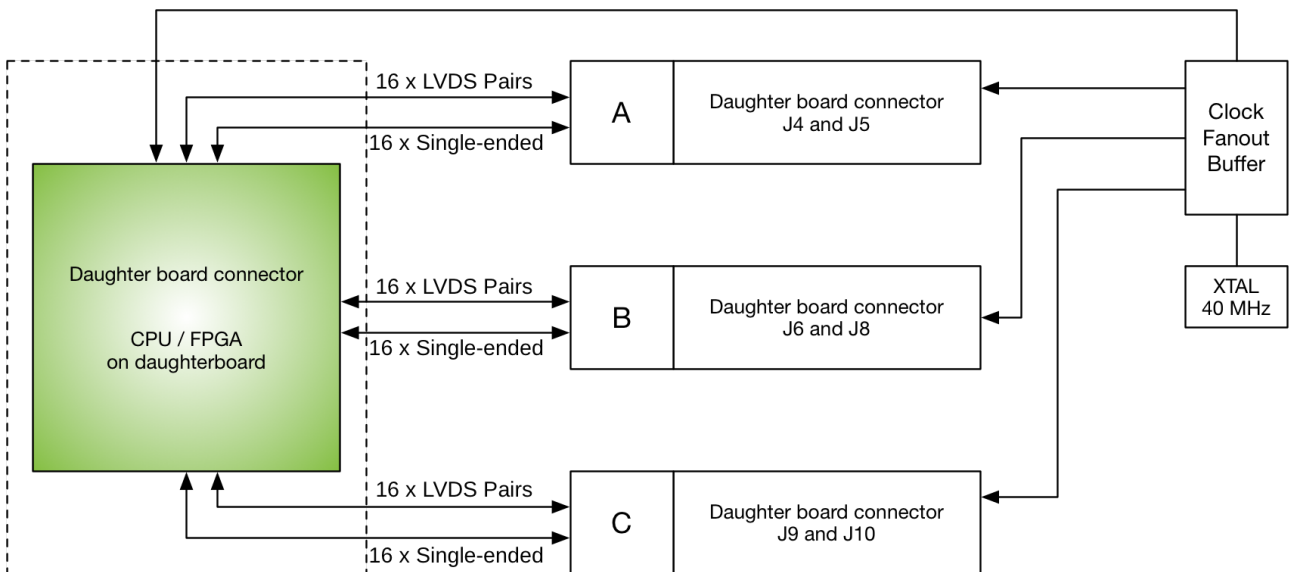 16 x LVDS Pairs
16 x Single-ended
A
Daughter board connector
J4 and J5
Clock
Fanout
Buffer
Daughter board connector
CPU / FPGA
on daughterboard
16 x LVDS Pairs
16 x Single-ended
B
Daughter board connector
J6 and J8
XTAL
40 MHz
16 x LVDS Pairs
16 x Single-ended
C
Daughter board connector
J9 and J10